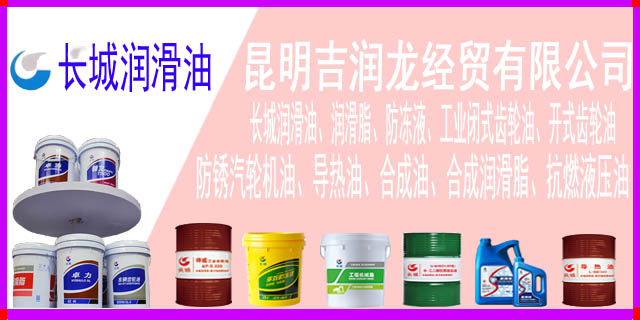 长城润滑油
昆明吉润龙经贸有限公司
长城润滑油、润滑脂、防冻液、工业闭式齿轮油、开式齿轮油
防锈汽轮机油、导热油、合成油、合成润滑脂、抗燃液压油
卓力
导热油